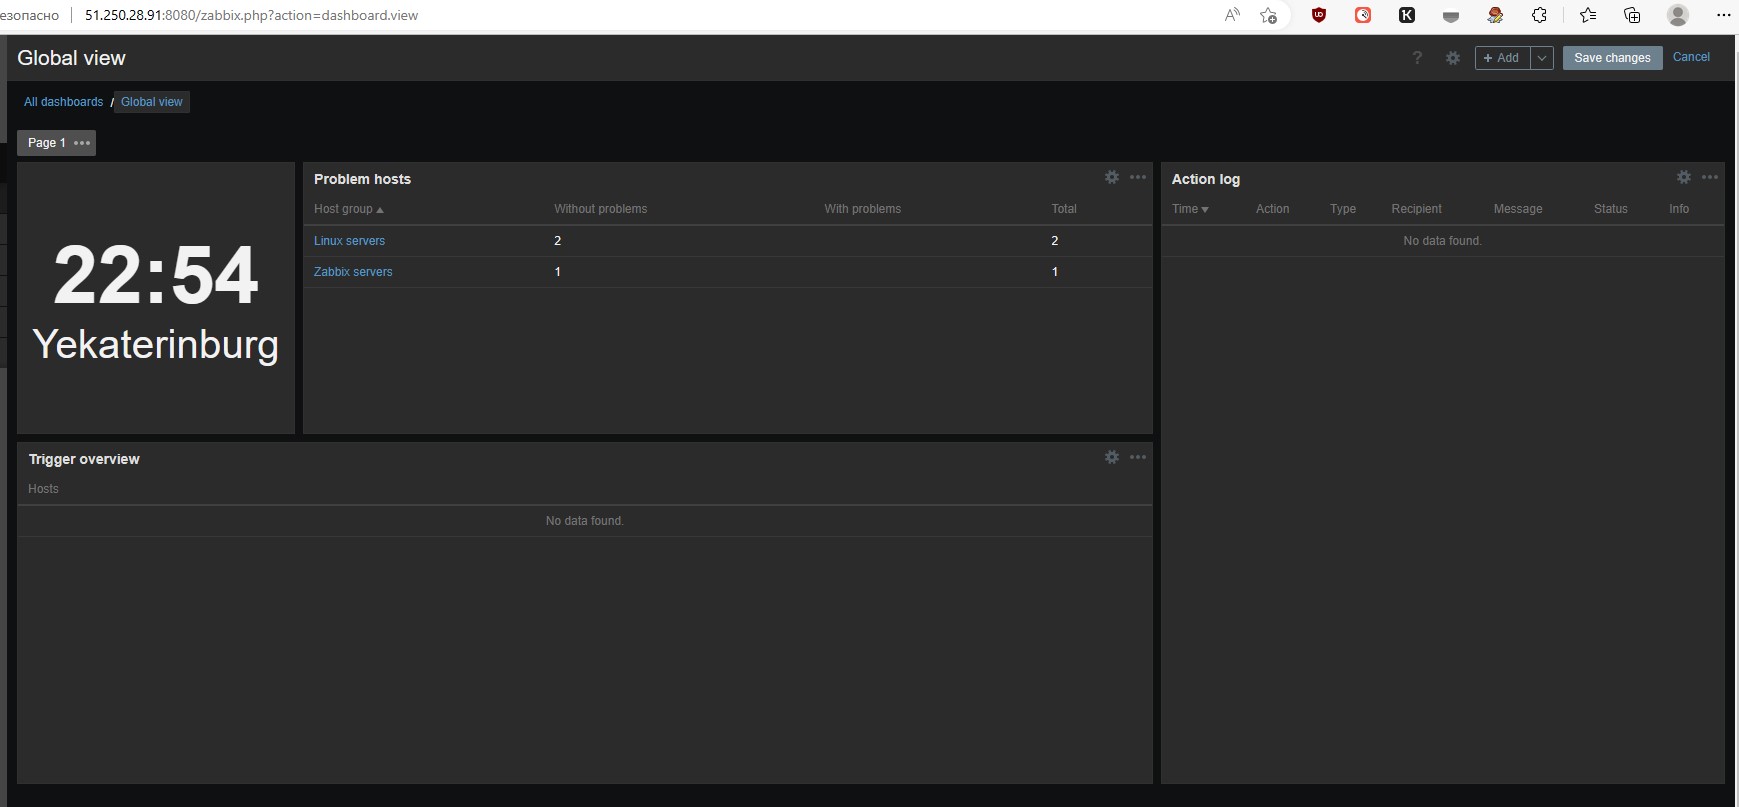 езопасно 51.250.28.91:8080/zabbix.php?action=dashboard.view
Global view
? + Add Save changes Cancel
All dashboards / Global view
Page 1
22:54
Yekaterinburg
Problem hosts
Host group Without problems With problems Total
Linux servers 2 2
Zabbix servers 1 1
Action log
Time Action Type Recipient Message Status Info
No data found.
Trigger overview
Hosts
No data found.